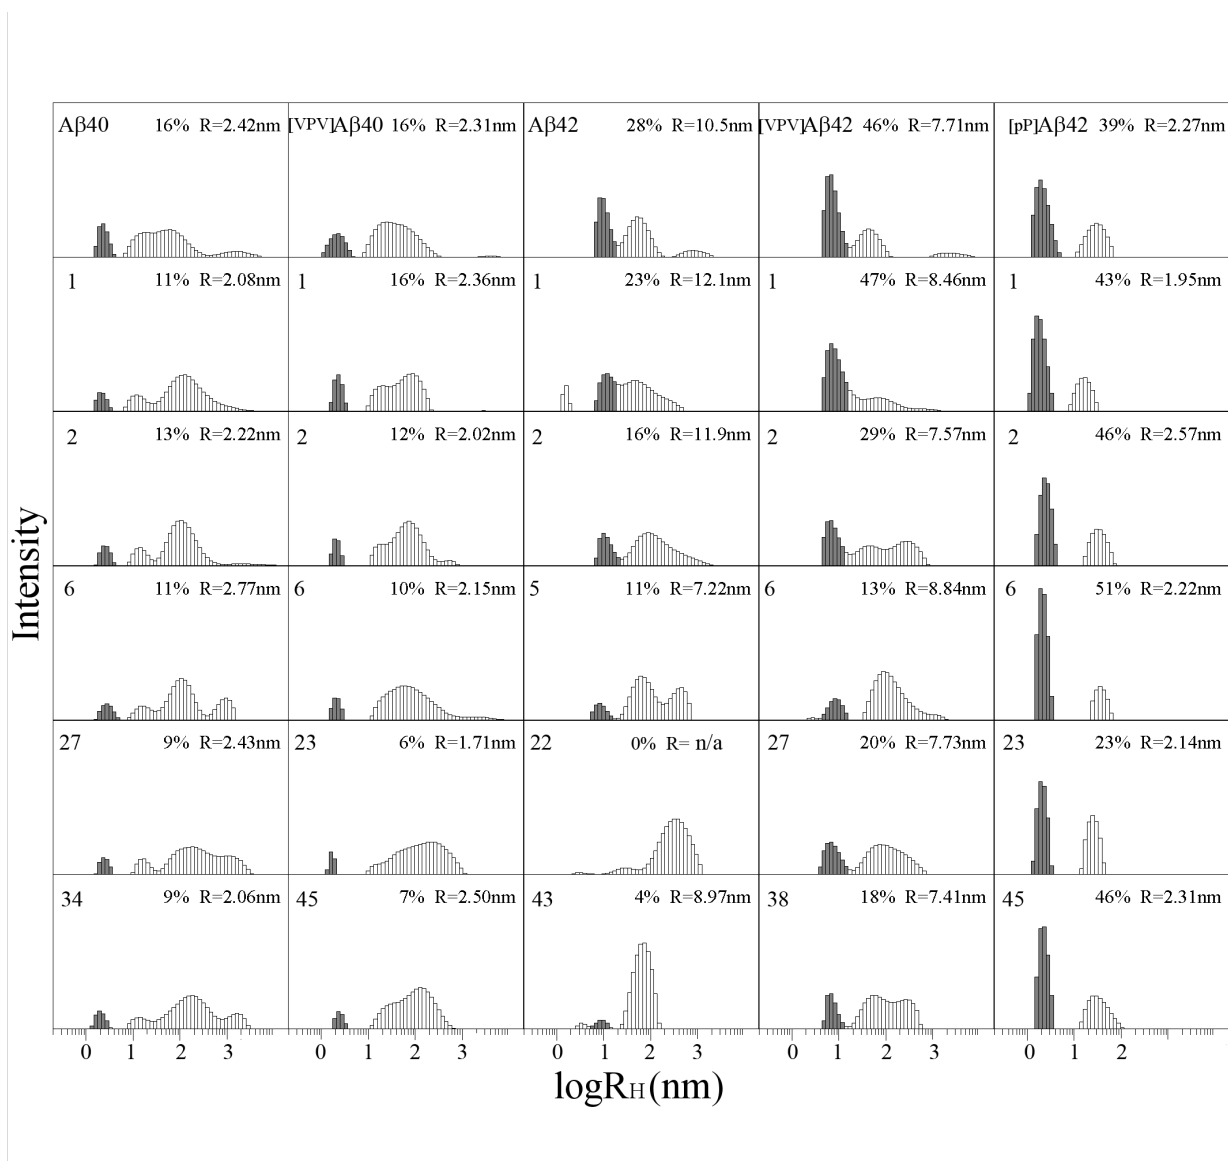 Aβ40 16% R=2.42nm [VPV]Aβ40 16% R=2.31nm Aβ42 28% R=10.5nm [VPV]Aβ42 46% R=7.71nm [pP]Aβ42 39% R=2.27nm
1 11% R=2.08nm 1 16% R=2.36nm 1 23% R=12.1nm 1 47% R=8.46nm 1 43% R=1.95nm
2 13% R=2.22nm 2 12% R=2.02nm 2 16% R=11.9nm 2 29% R=7.57nm 2 46% R=2.57nm
6 11% R=2.77nm 6 10% R=2.15nm 5 11% R=7.22nm 6 13% R=8.84nm 6 51% R=2.22nm
27 9% R=2.43nm 23 6% R=1.71nm 22 0% R= n/a 27 20% R=7.73nm 23 23% R=2.14nm
34 9% R=2.06nm 45 7% R=2.50nm 43 4% R=8.97nm 38 18% R=7.41nm 45 46% R=2.31nm
Intensity
0 1 2 3 0 1 2 3 0 1 2 3 0 1 2 3 0 1 2
logRH(nm)